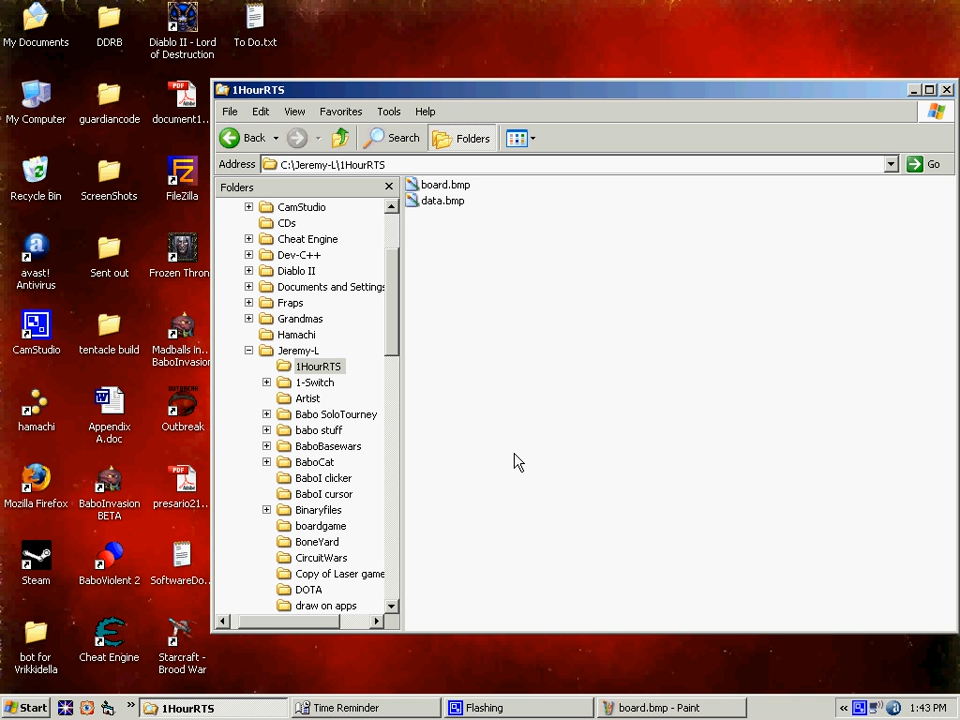 My Documents
DDRB
Diablo II - Lord
of Destruction
To Do.txt
My Computer
guardiancode
document1...
Recycle Bin
ScreenShots
FileZilla
avast!
Antivirus
Sent out
Frozen Thron
CamStudio
tentacle build
Madballs in...
BaboInvasion
hamachi
Appendix
A.doc
Outbreak
Mozilla Firefox
BaboInvasion
BETA
presario21...
Steam
BaboViolent 2
SoftwareDo...
bot for
Vrikkidella
Cheat Engine
Starcraft -
Brood War
1HourRTS
File Edit View Favorites Tools Help
Back Search Folders
Address C:\Jeremy-L\1HourRTS Go
Folders
CamStudio
CDs
Cheat Engine
Dev-C++
Diablo II
Documents and Settings
Fraps
Grandmas
Hamachi
Jeremy-L
1HourRTS
1-Switch
Artist
Babo SoloTourney
babo stuff
BaboBasewars
BaboCat
BaboI clicker
BaboI cursor
Binaryfiles
boardgame
BoneYard
CircuitWars
Copy of Laser game
DOTA
draw on apps
board.bmp
data.bmp
Start » 1HourRTS Time Reminder Flashing board.bmp - Paint « 1:43 PM